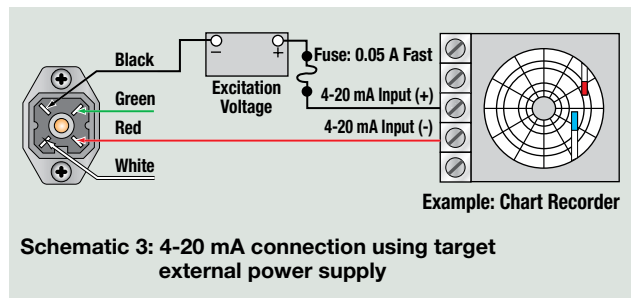 Black
Green
Red
White
− +
Excitation
Voltage
Fuse: 0.05 A Fast
4-20 mA Input (+)
4-20 mA Input (-)
Example: Chart Recorder
Schematic 3: 4-20 mA connection using target
external power supply